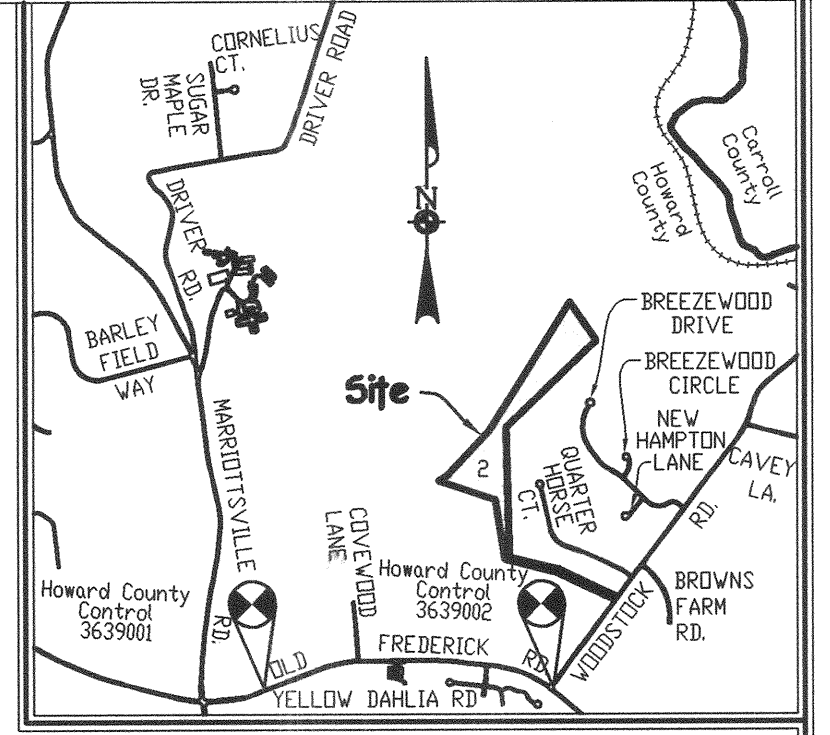 CORNELIUS
CT.
SUGAR
MAPLE
DR.
DRIVER ROAD
DRIVER
RD.
N
Carroll
County
Howard
County
BARLEY
FIELD
WAY
Site
2
BREEZEWOOD
DRIVE
BREEZEWOOD
CIRCLE
NEW
HAMPTON
LANE
CAVEY
LA.
QUARTER
HORSE
CT.
MARRIOTTSVILLE
RD.
COVEWOOD
LANE
Howard County
Control
3639001
Howard County
Control
3639002
WOODSTOCK
RD.
BROWNS
FARM
RD.
OLD
FREDERICK
RD.
YELLOW DAHLIA RD